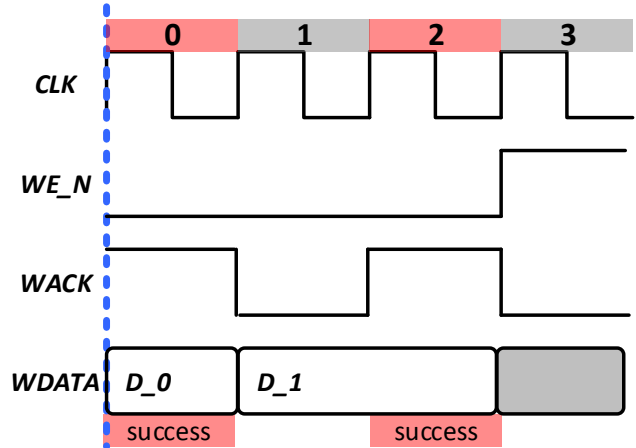 0 1 2 3
CLK
WE_N
WACK
WDATA D_0 D_1
success success